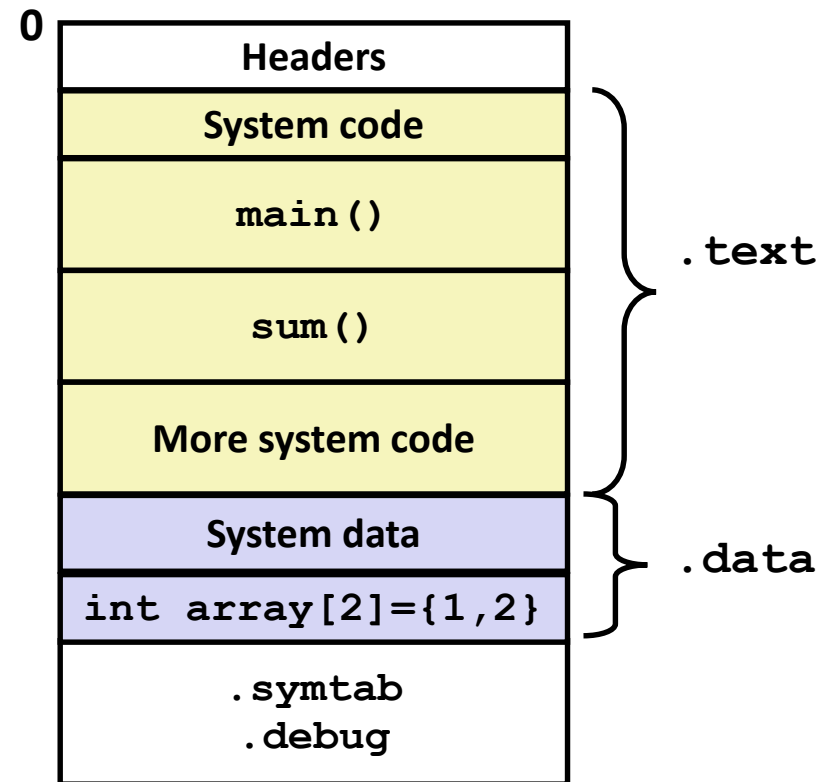 0
Headers
System code
main()
sum()
More system code
.text
System data
int array[2]={1,2}
.data
.symtab
.debug